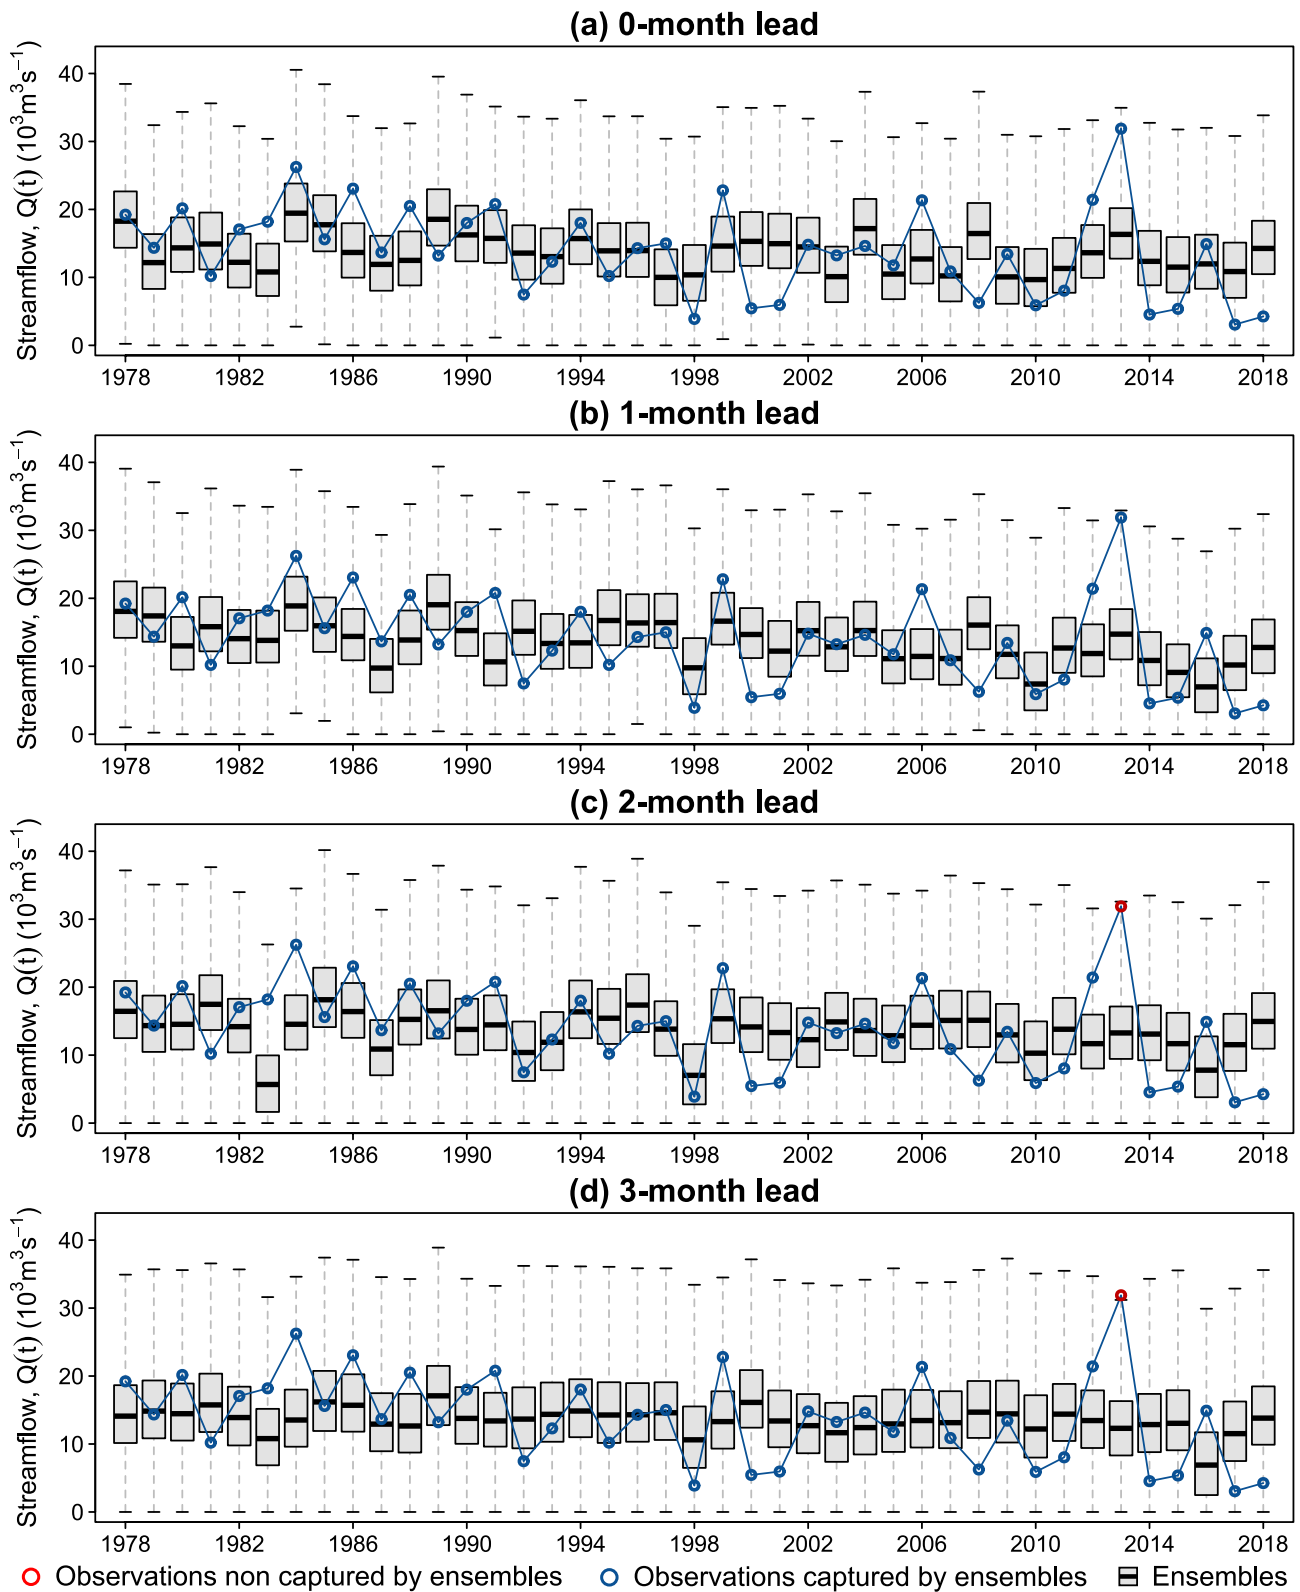 (a) 0-month lead
Streamflow, Q(t) (10³m³s⁻¹)
40
30
20
10
0
1978 1982 1986 1990 1994 1998 2002 2006 2010 2014 2018
(b) 1-month lead
Streamflow, Q(t) (10³m³s⁻¹)
40
30
20
10
0
1978 1982 1986 1990 1994 1998 2002 2006 2010 2014 2018
(c) 2-month lead
Streamflow, Q(t) (10³m³s⁻¹)
40
30
20
10
0
1978 1982 1986 1990 1994 1998 2002 2006 2010 2014 2018
(d) 3-month lead
Streamflow, Q(t) (10³m³s⁻¹)
40
30
20
10
0
1978 1982 1986 1990 1994 1998 2002 2006 2010 2014 2018
Observations non captured by ensembles Observations captured by ensembles Ensembles